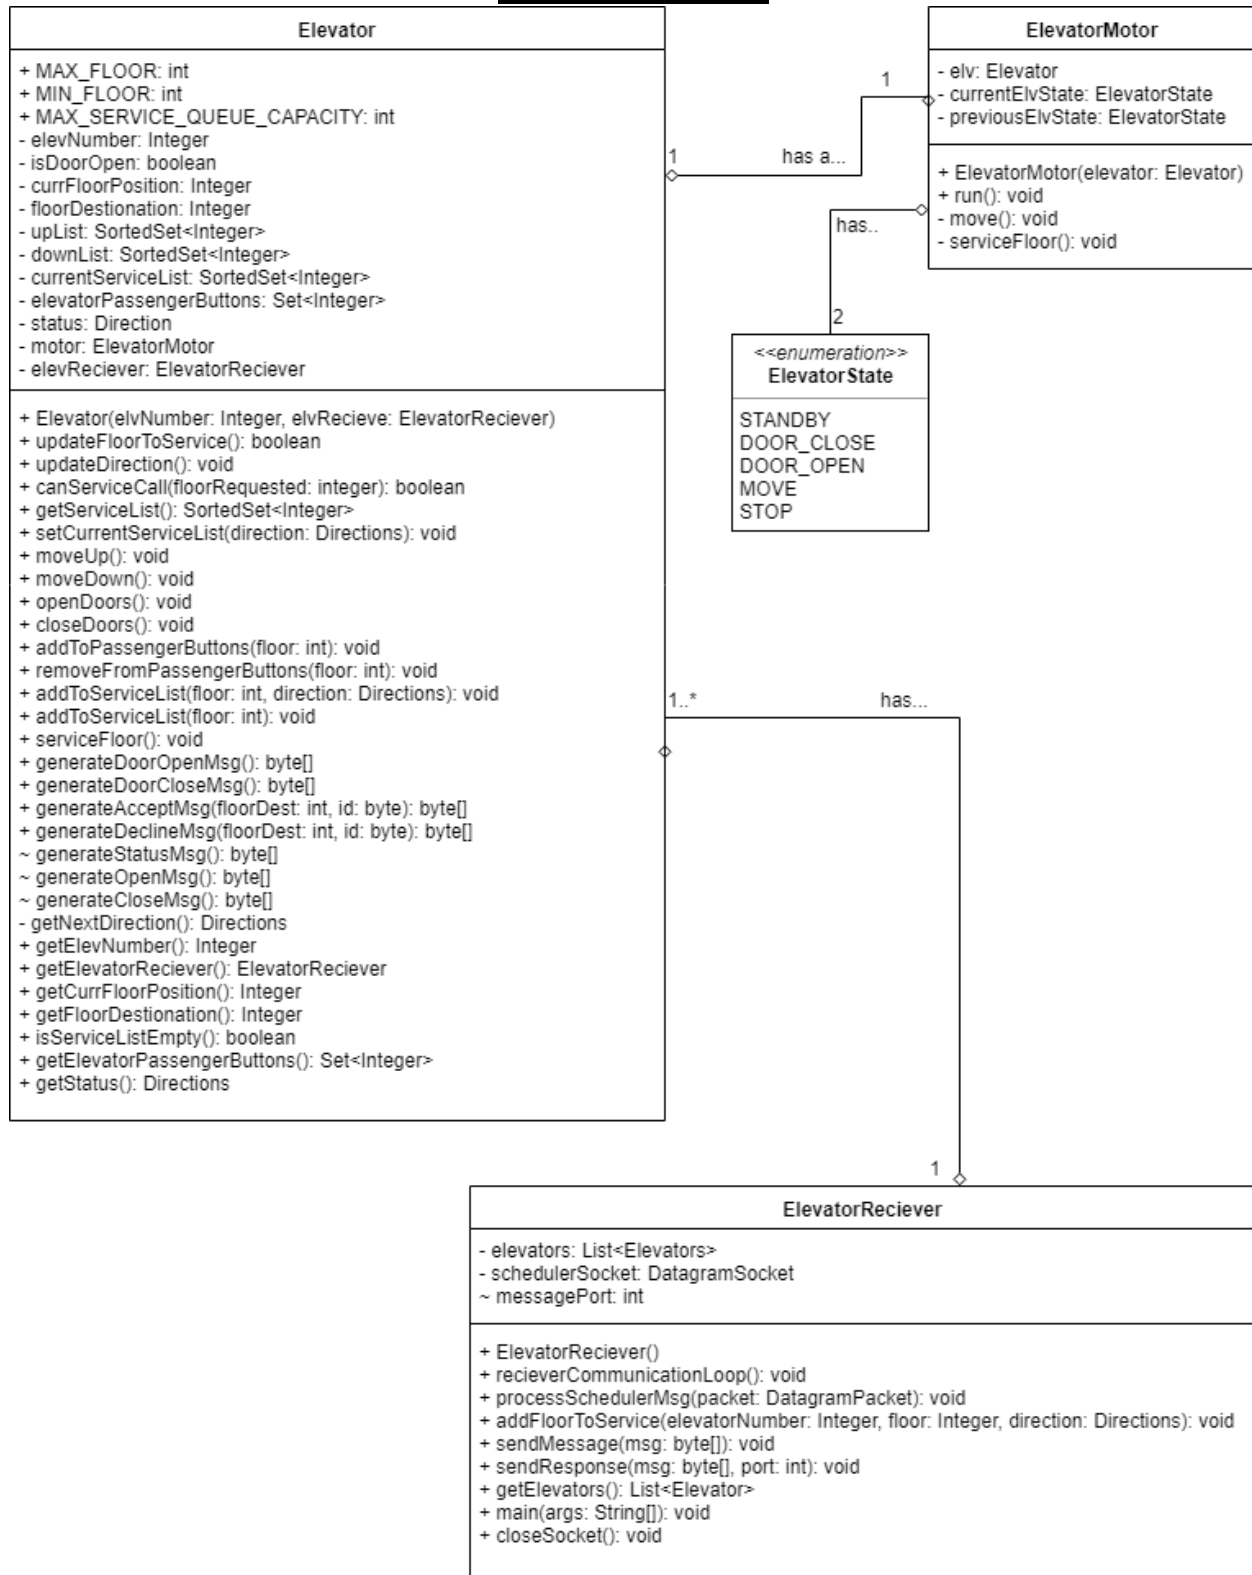 Elevator
+ MAX_FLOOR: int
+ MIN_FLOOR: int
+ MAX_SERVICE_QUEUE_CAPACITY: int
- elevNumber: Integer
- isDoorOpen: boolean
- currFloorPosition: Integer
- floorDestionation: Integer
- upList: SortedSet<Integer>
- downList: SortedSet<Integer>
- currentServiceList: SortedSet<Integer>
- elevatorPassengerButtons: Set<Integer>
- status: Direction
- motor: ElevatorMotor
- elevReciever: ElevatorReciever
+ Elevator(elvNumber: Integer, elvRecieve: ElevatorReciever)
+ updateFloorToService(): boolean
+ updateDirection(): void
+ canServiceCall(floorRequested: integer): boolean
+ getServiceList(): SortedSet<Integer>
+ setCurrentServiceList(direction: Directions): void
+ moveUp(): void
+ moveDown(): void
+ openDoors(): void
+ closeDoors(): void
+ addToPassengerButtons(floor: int): void
+ removeFromPassengerButtons(floor: int): void
+ addToServiceList(floor: int, direction: Directions): void
+ addToServiceList(floor: int): void
+ serviceFloor(): void
+ generateDoorOpenMsg(): byte[]
+ generateDoorCloseMsg(): byte[]
+ generateAcceptMsg(floorDest: int, id: byte): byte[]
+ generateDeclineMsg(floorDest: int, id: byte): byte[]
~ generateStatusMsg(): byte[]
~ generateOpenMsg(): byte[]
~ generateCloseMsg(): byte[]
- getNextDirection(): Directions
+ getElevNumber(): Integer
+ getElevatorReciever(): ElevatorReciever
+ getCurrFloorPosition(): Integer
+ getFloorDestionation(): Integer
+ isServiceListEmpty(): boolean
+ getElevatorPassengerButtons(): Set<Integer>
+ getStatus(): Directions
1
has a...
1
ElevatorMotor
- elv: Elevator
- currentElvState: ElevatorState
- previousElvState: ElevatorState
+ ElevatorMotor(elevator: Elevator)
+ run(): void
- move(): void
- serviceFloor(): void
has..
2
<<enumeration>>
ElevatorState
STANDBY
DOOR_CLOSE
DOOR_OPEN
MOVE
STOP
1..*
has...
1
ElevatorReciever
- elevators: List<Elevators>
- schedulerSocket: DatagramSocket
~ messagePort: int
+ ElevatorReciever()
+ recieverCommunicationLoop(): void
+ processSchedulerMsg(packet: DatagramPacket): void
+ addFloorToService(elevatorNumber: Integer, floor: Integer, direction: Directions): void
+ sendMessage(msg: byte[]): void
+ sendResponse(msg: byte[], port: int): void
+ getElevators(): List<Elevator>
+ main(args: String[]): void
+ closeSocket(): void